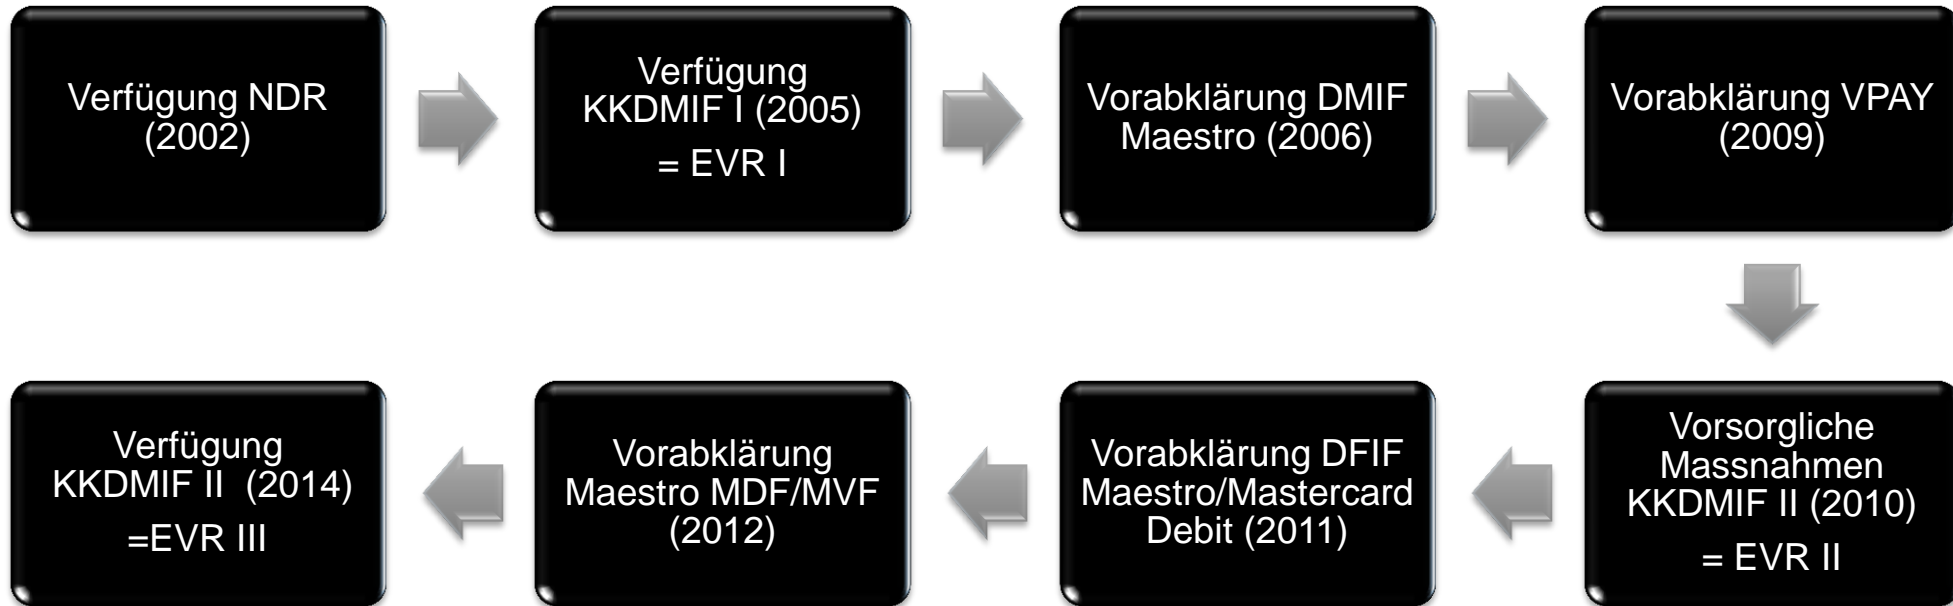 Verfügung NDR
(2002)
Verfügung
KKDMIF I (2005)
= EVR I
Vorabklärung DMIF
Maestro (2006)
Vorabklärung VPAY
(2009)
Vorsorgliche
Massnahmen
KKDMIF II (2010)
= EVR II
Vorabklärung DFIF
Maestro/Mastercard
Debit (2011)
Vorabklärung
Maestro MDF/MVF
(2012)
Verfügung
KKDMIF II (2014)
=EVR III